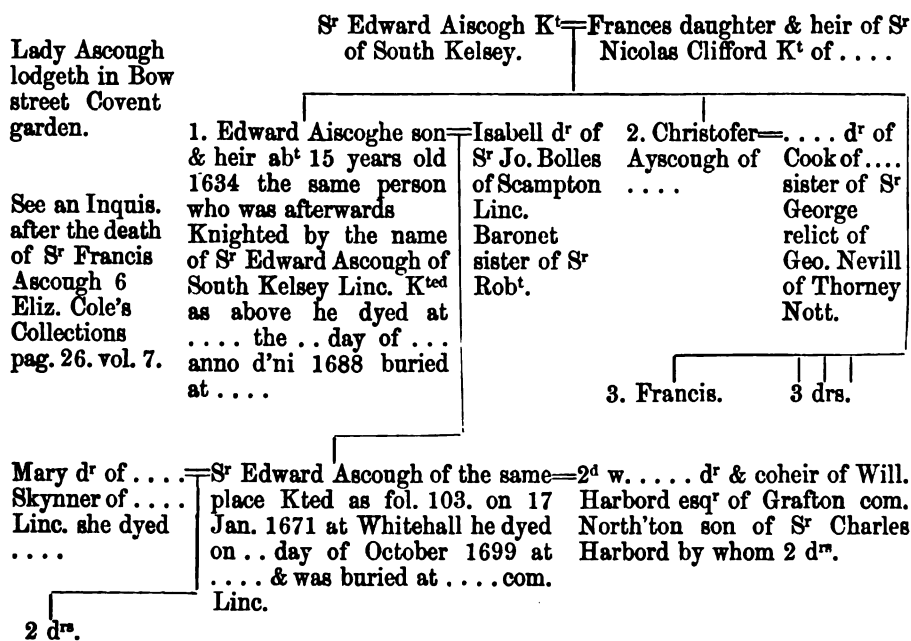 Sʳ Edward Aiscogh Kᵗ=Frances daughter & heir of Sʳ
of South Kelsey. Nicolas Clifford Kᵗ of . . . .
Lady Ascough
lodgeth in Bow
street Covent
garden.
See an Inquis.
after the death
of Sʳ Francis
Ascough 6
Eliz. Cole's
Collections
pag. 26. vol. 7.
1. Edward Aiscoghe son=
& heir abᵗ 15 years old
1634 the same person
who was afterwards
Knighted by the name
of Sʳ Edward Ascough of
South Kelsey Linc. Kᵗᵉᵈ
as above he dyed at
. . . . the . . day of . . .
anno d'ni 1688 buried
at . . . .
Isabell dʳ of
Sʳ Jo. Bolles
of Scampton
Linc.
Baronet
sister of Sʳ
Robᵗ.
2. Christofer=
Ayscough of
. . . .
. . . . dʳ of
Cook of . . . .
sister of Sʳ
George
relict of
Geo. Nevill
of Thorney
Nott.
3. Francis. 3 drs.
Mary dʳ of . . . .=
Skynner of . . . .
Linc. she dyed
. . . .
Sʳ Edward Ascough of the same=
place Kted as fol. 103. on 17
Jan. 1671 at Whitehall he dyed
on . . day of October 1699 at
. . . . & was buried at . . . . com.
Linc.
2ᵈ w. . . . . dʳ & coheir of Will.
Harbord esqʳ of Grafton com.
North'ton son of Sʳ Charles
Harbord by whom 2 dʳˢ.
2 dʳˢ.